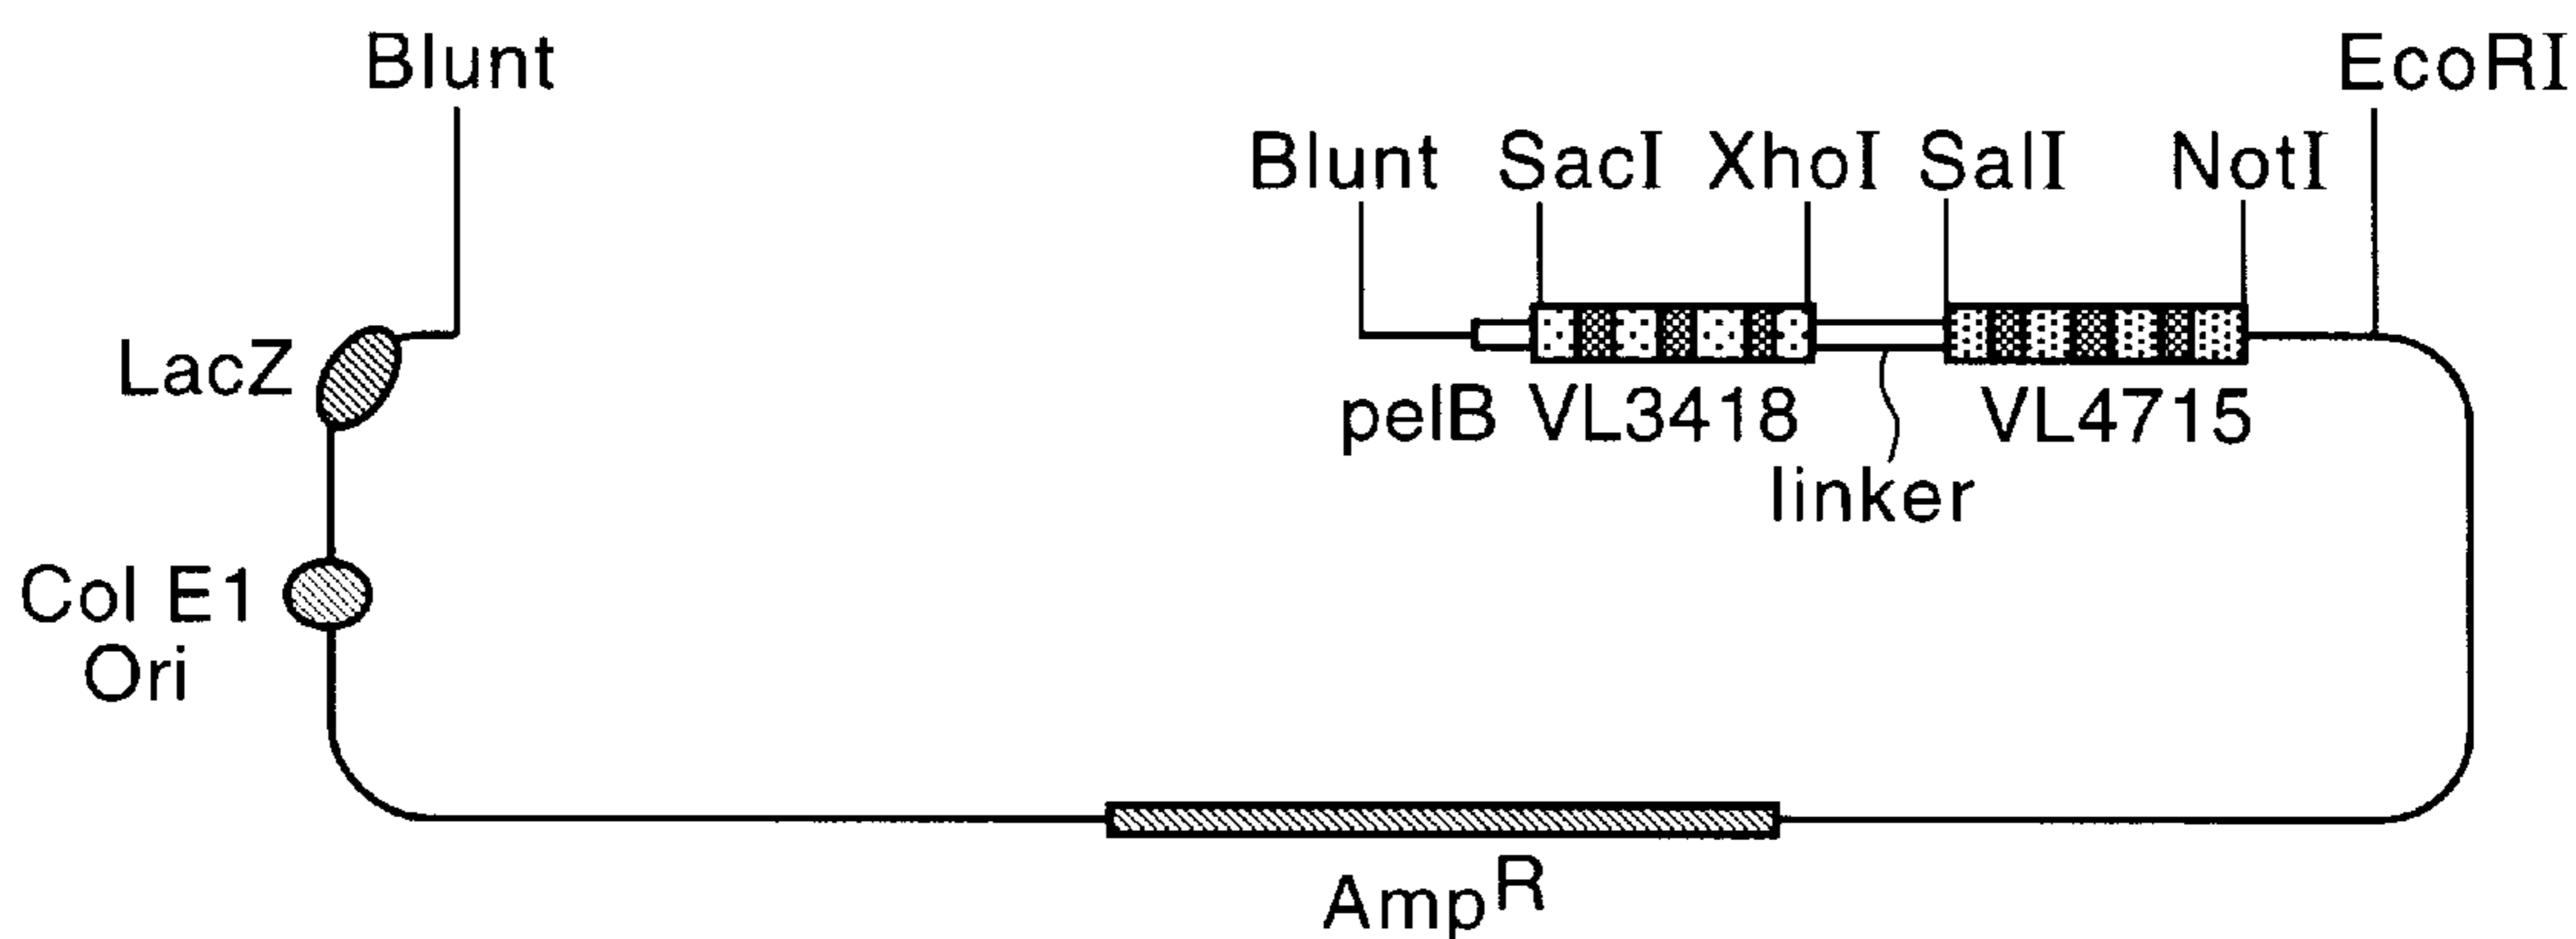 Blunt
EcoRI
Blunt SacI XhoI SalI NotI
LacZ
pelB VL3418 VL4715
linker
Col E1
Ori
AmpR